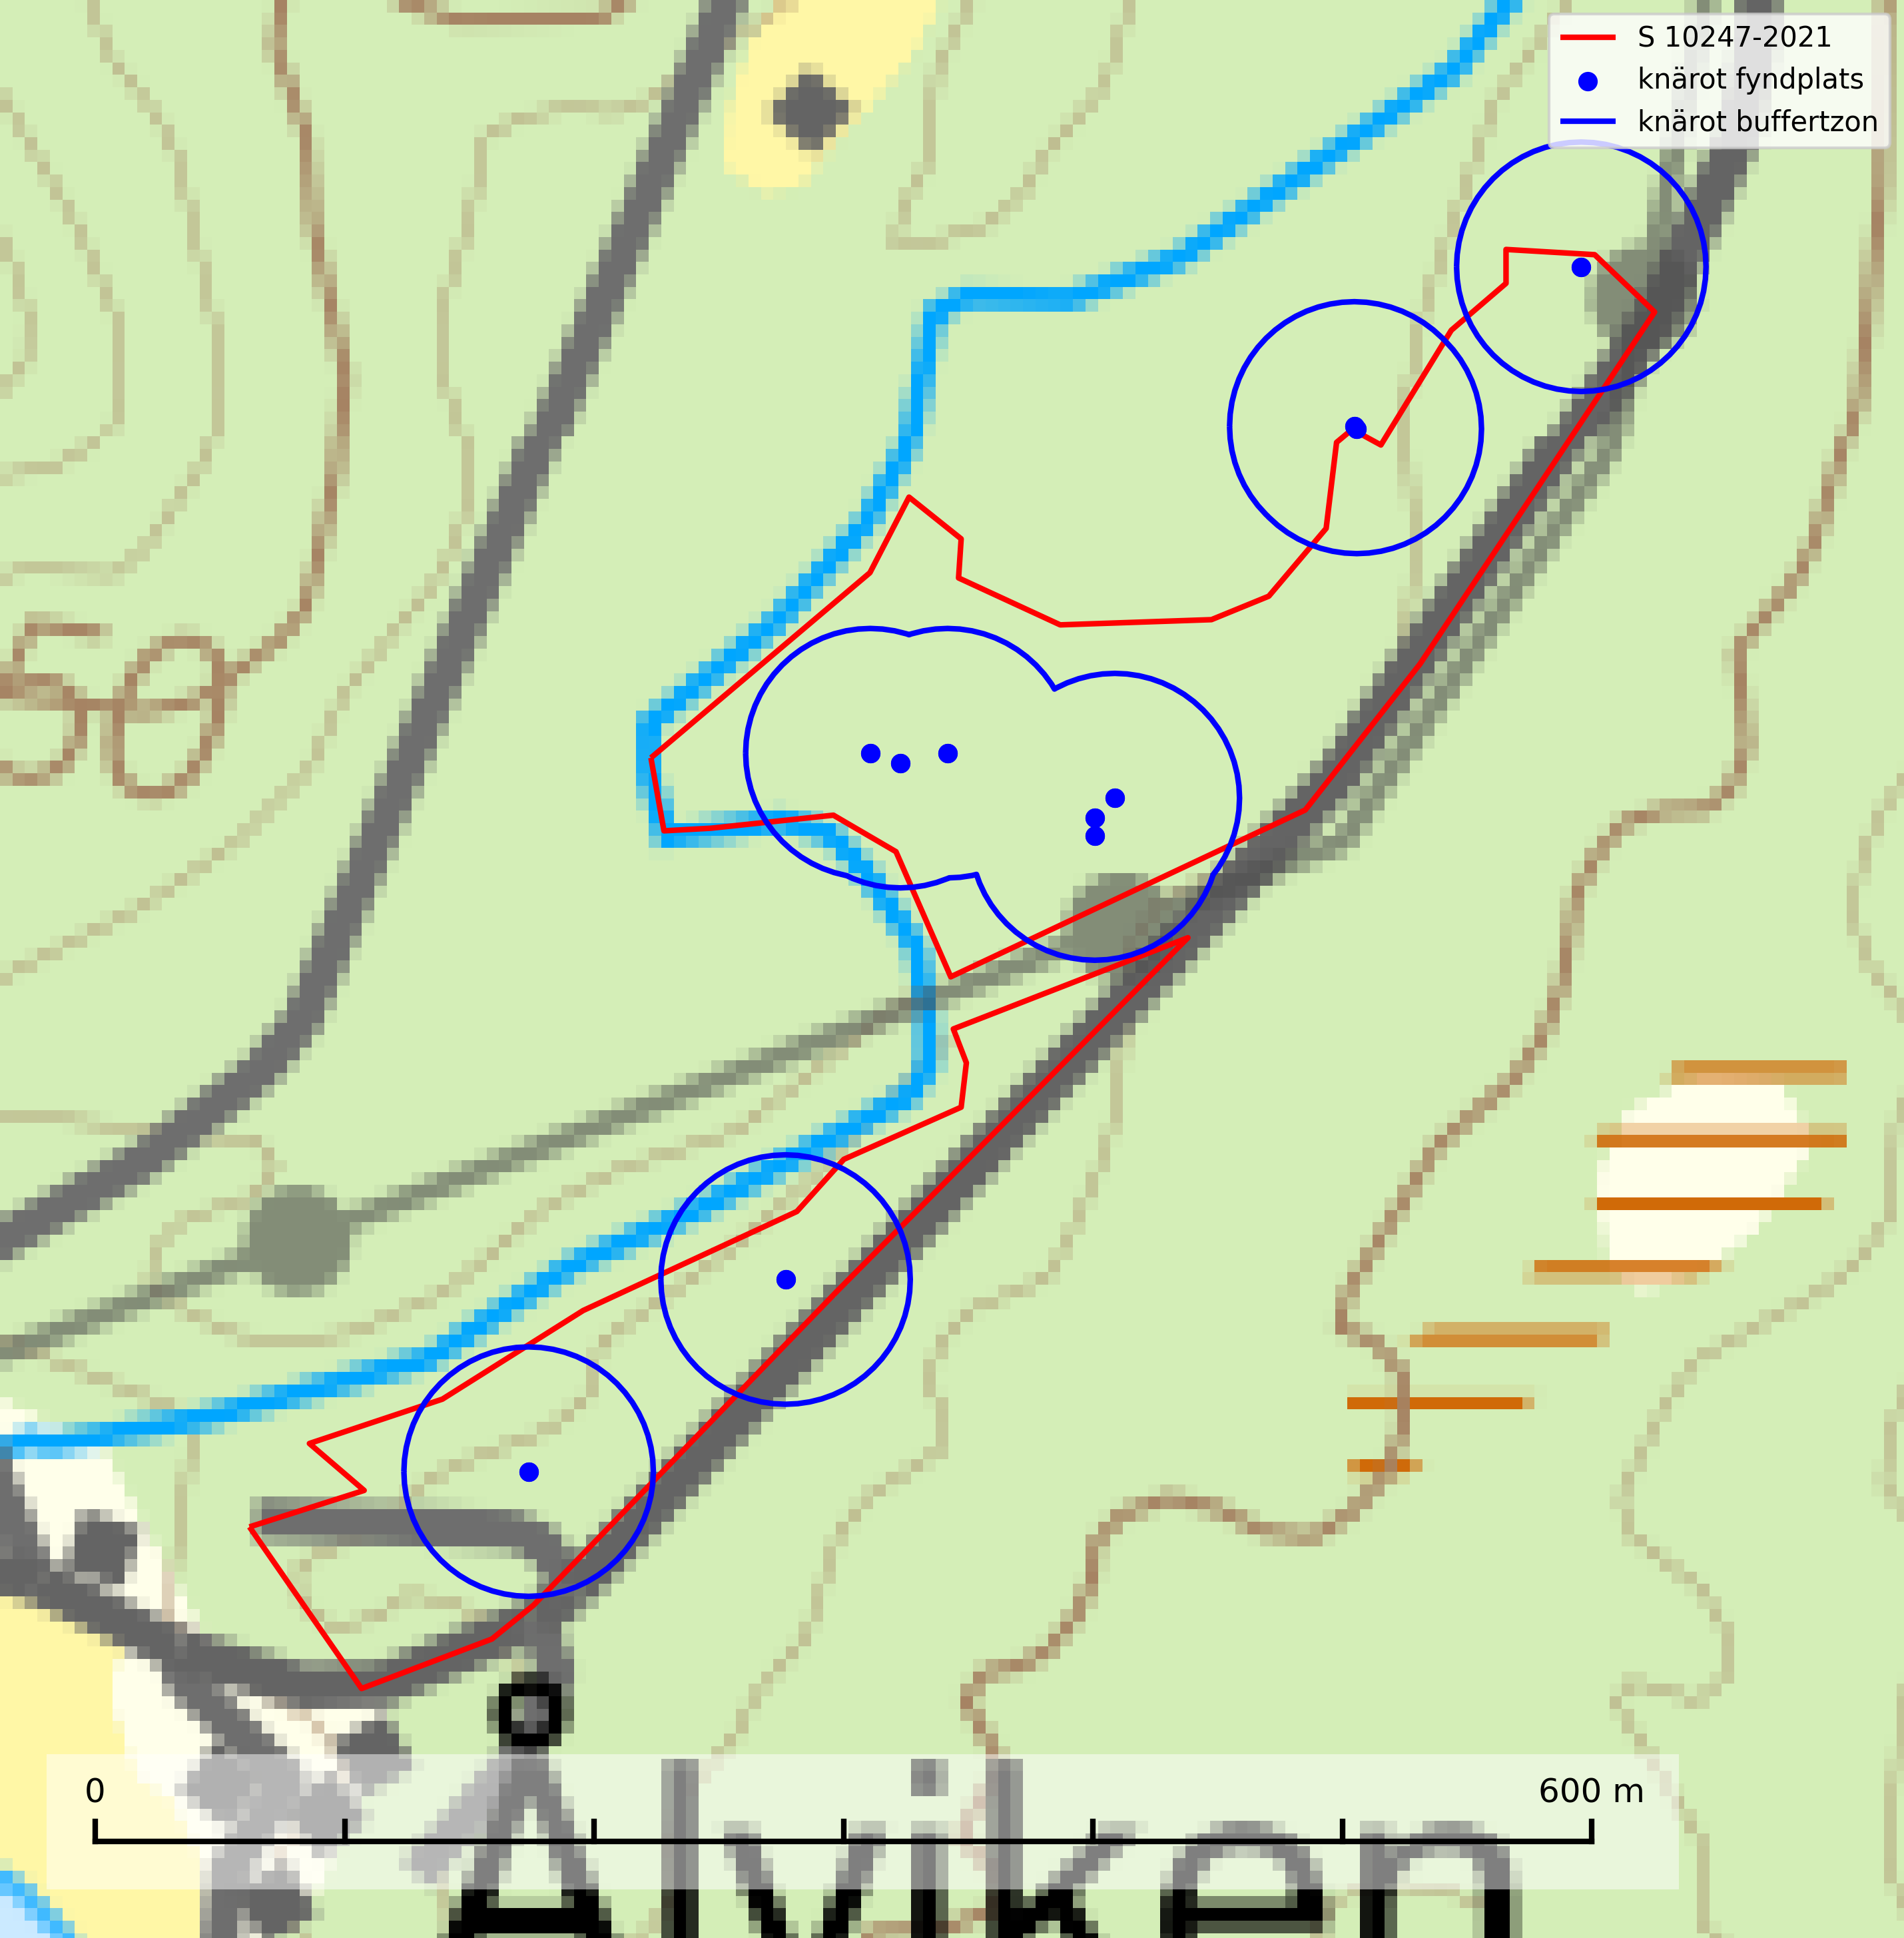 S 10247-2021
knärot fyndplats
knärot buffertzon
50
0
600 m
Alviken